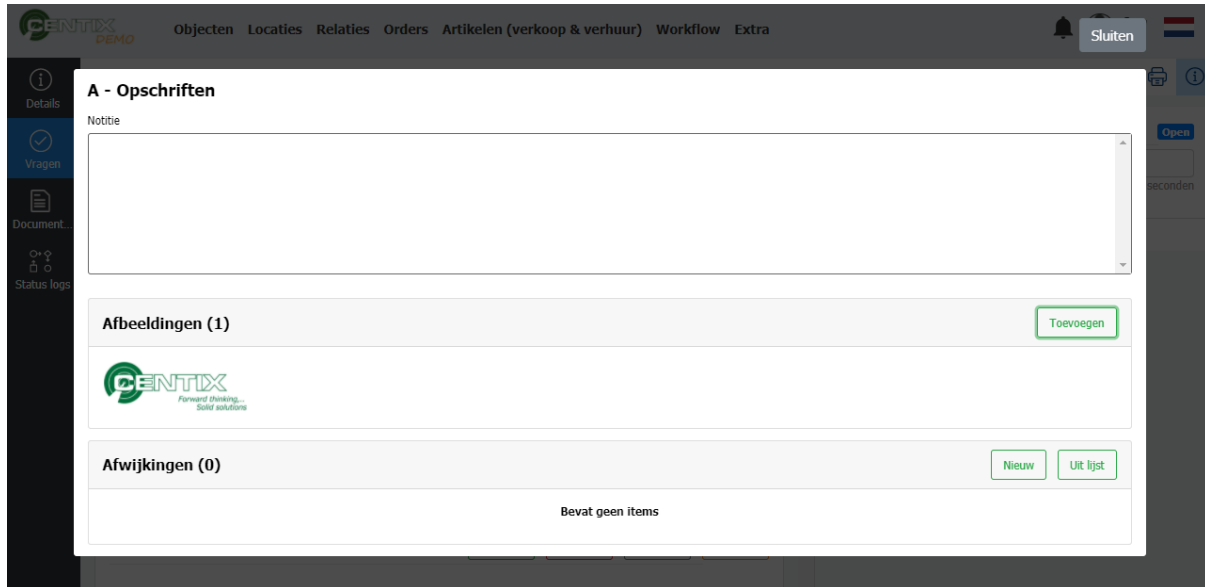 CENTIX
DEMO
Objecten Locaties Relaties Orders Artikelen (verkoop & verhuur) Workflow Extra
Sluiten
Details
A - Opschriften
Notitie
Open
Vragen
seconden
Document...
Status logs
Afbeeldingen (1)
Toevoegen
CENTIX
Forward thinking,...
Solid solutions
Afwijkingen (0)
Nieuw
Uit lijst
Bevat geen items